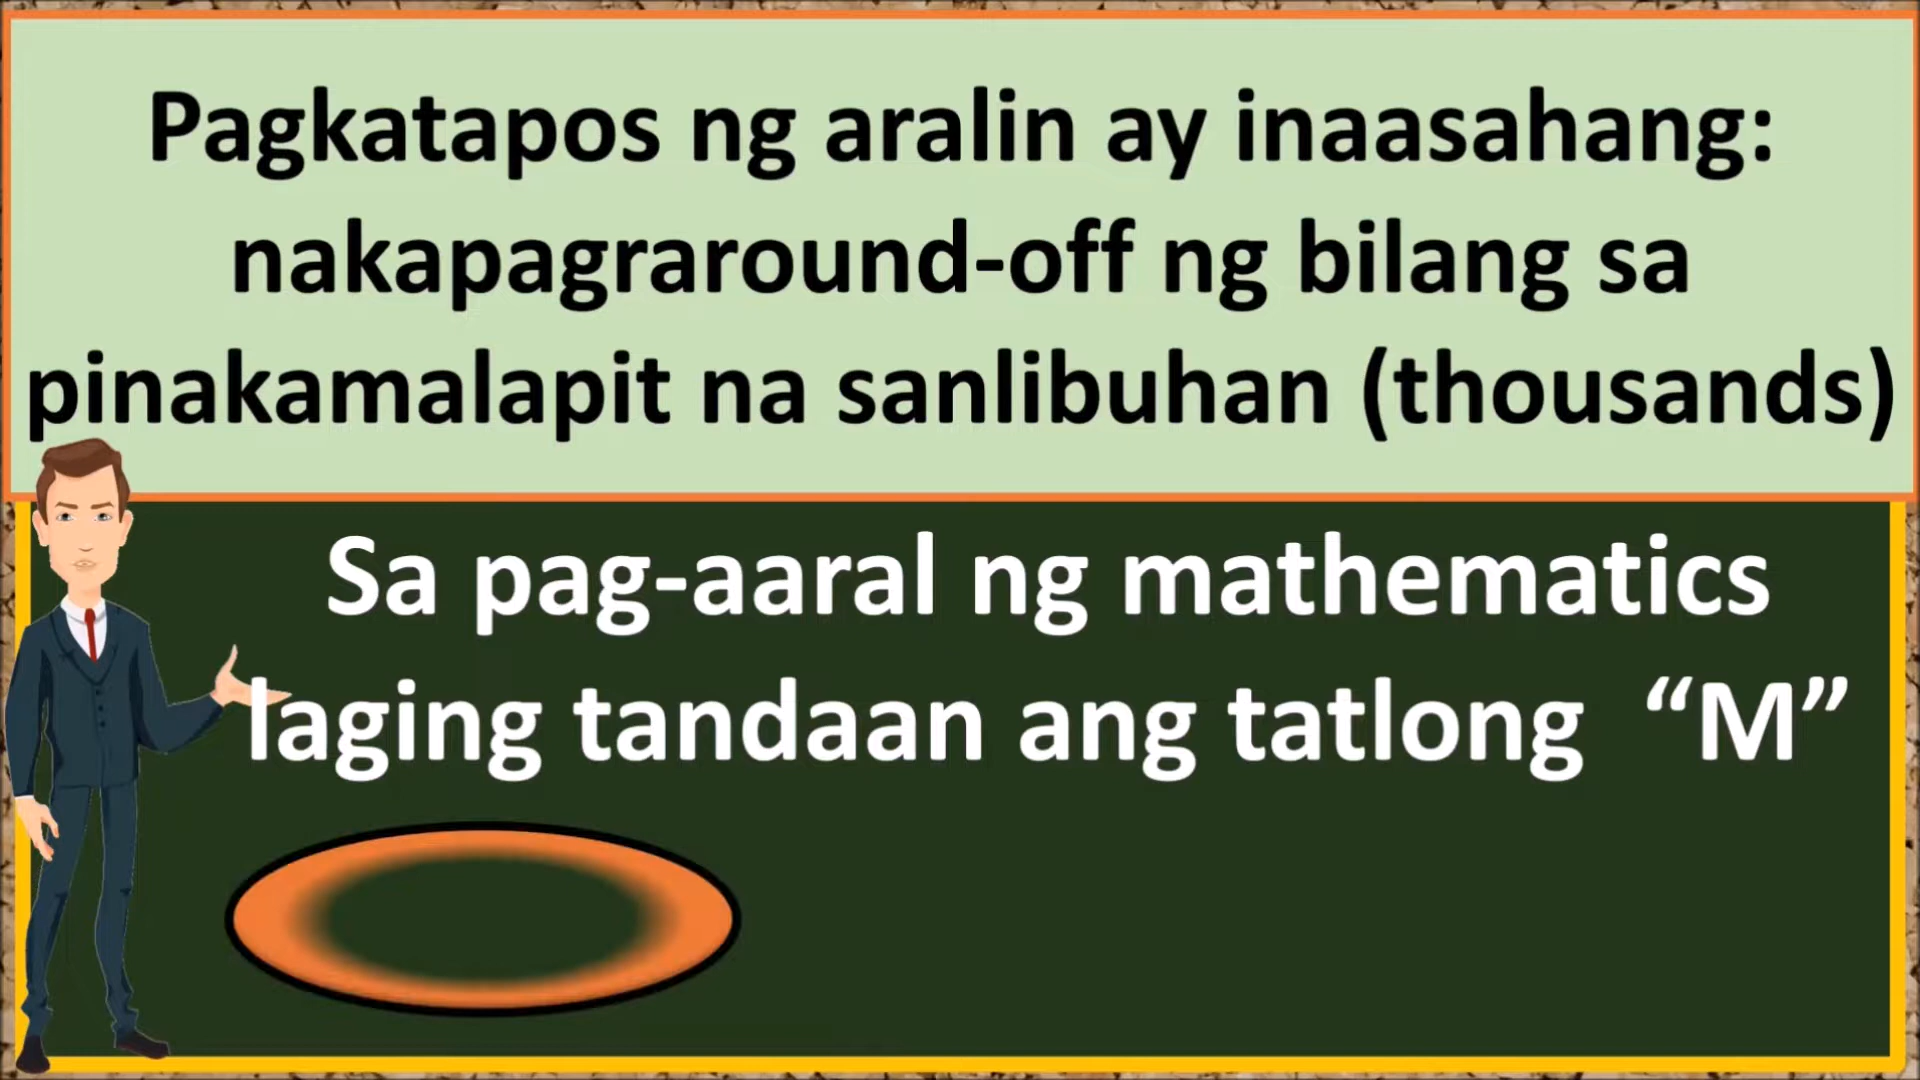 Pagkatapos ng aralin ay inaasahang:
nakapagraround-off ng bilang sa
pinakamalapit na sanlibuhan (thousands)
Sa pag-aaral ng mathematics
laging tandaan ang tatlong “M”